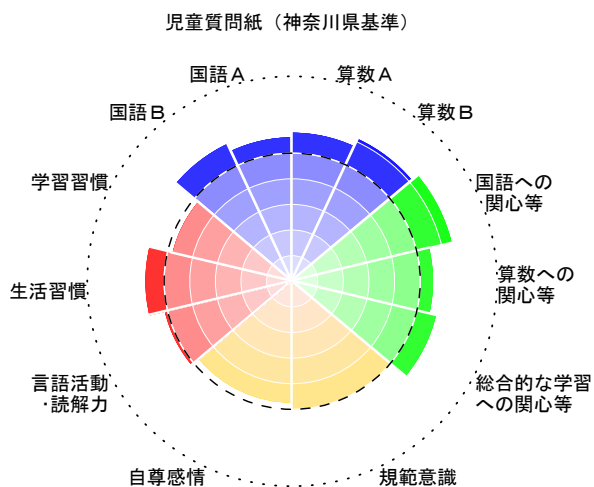 児童質問紙（神奈川県基準）
国語Ａ
算数Ａ
国語Ｂ
算数Ｂ
学習習慣
国語への
関心等
生活習慣
算数への
関心等
言語活動
・読解力
総合的な学習
への関心等
自尊感情
規範意識